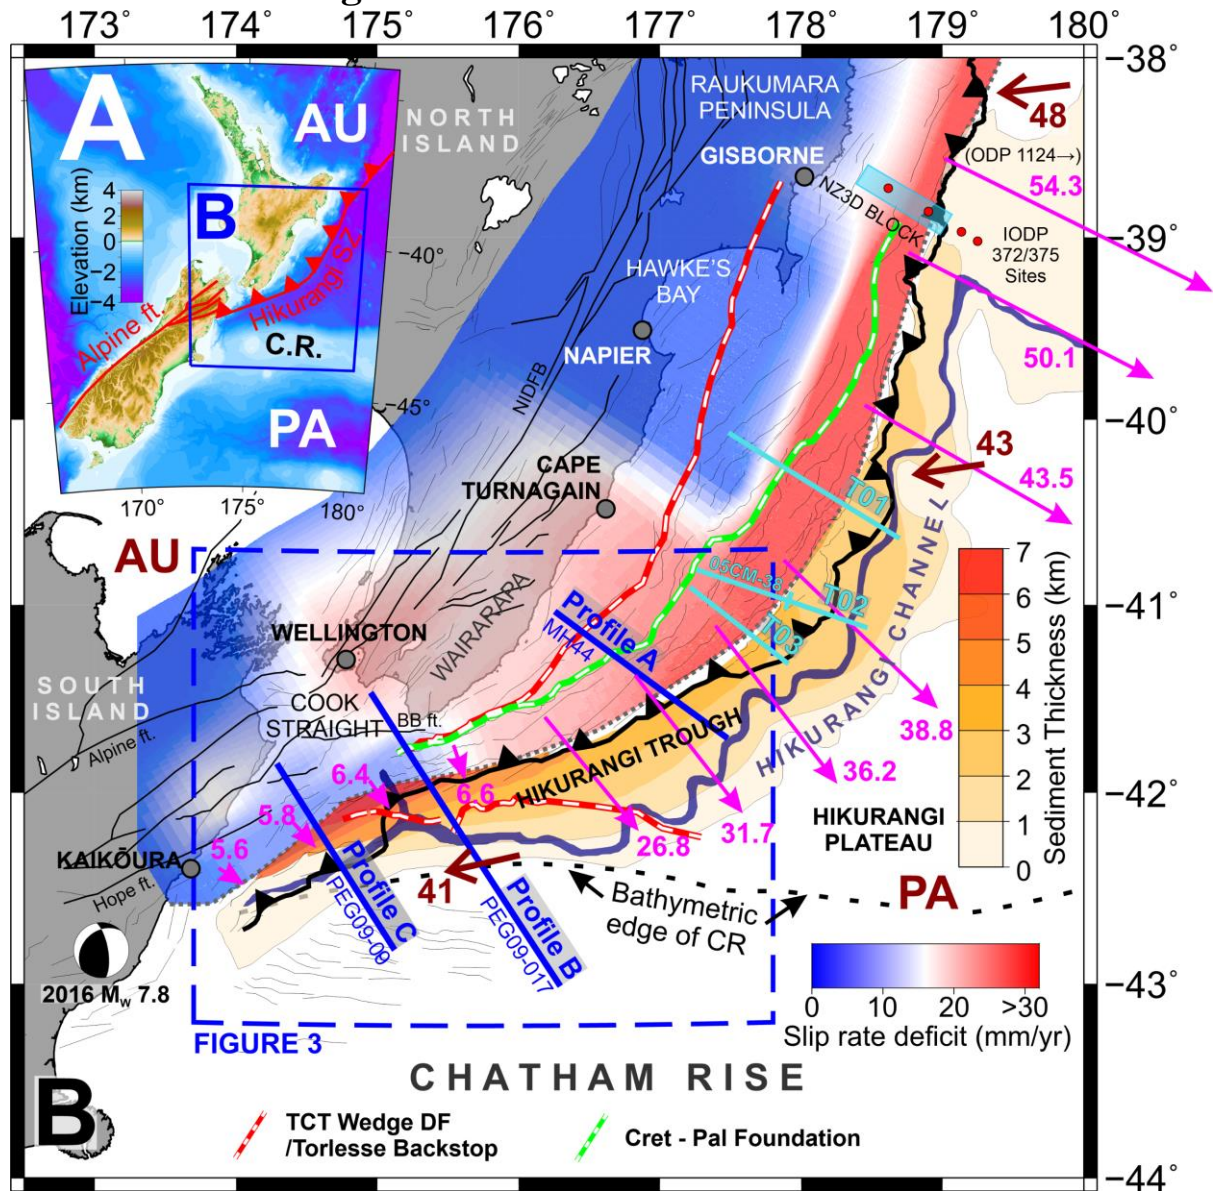 173° 174° 175° 176° 177° 178° 179° 180°
−38°
−39°
−40°
−41°
−42°
−43°
−44°
A
AU
B
PA
C.R.
Alpine ft.
Hikurangi SZ
Elevation (km)
4
2
0
−2
−4
−40°
−45°
170°
175°
180°
NORTH
ISLAND
RAUKUMARA
PENINSULA
GISBORNE
NZ3D BLOCK
48
(ODP 1124→)
54.3
IODP
372/375
Sites
HAWKE'S
BAY
NAPIER
NIDFB
50.1
CAPE
TURNAGAIN
43
43.5
T01
AU
05CM-38
T02
T03
HIKURANGI CHANNEL
Sediment Thickness (km)
7
6
5
4
3
2
1
0
WELLINGTON
WAIRARARA
Profile A
MH44
SOUTH
ISLAND
COOK
STRAIGHT
BB ft.
Alpine ft.
HIKURANGI TROUGH
38.8
36.2
31.7
26.8
6.6
6.4
5.8
5.6
HIKURANGI
PLATEAU
KAIKŌURA
Hope ft.
Profile C
PEG09-09
41
Profile B
PEG09-017
Bathymetric
edge of CR
PA
2016 Mw 7.8
FIGURE 3
0 10 20 >30
Slip rate deficit (mm/yr)
CHATHAM RISE
B
TCT Wedge DF
/Torlesse Backstop
Cret - Pal Foundation